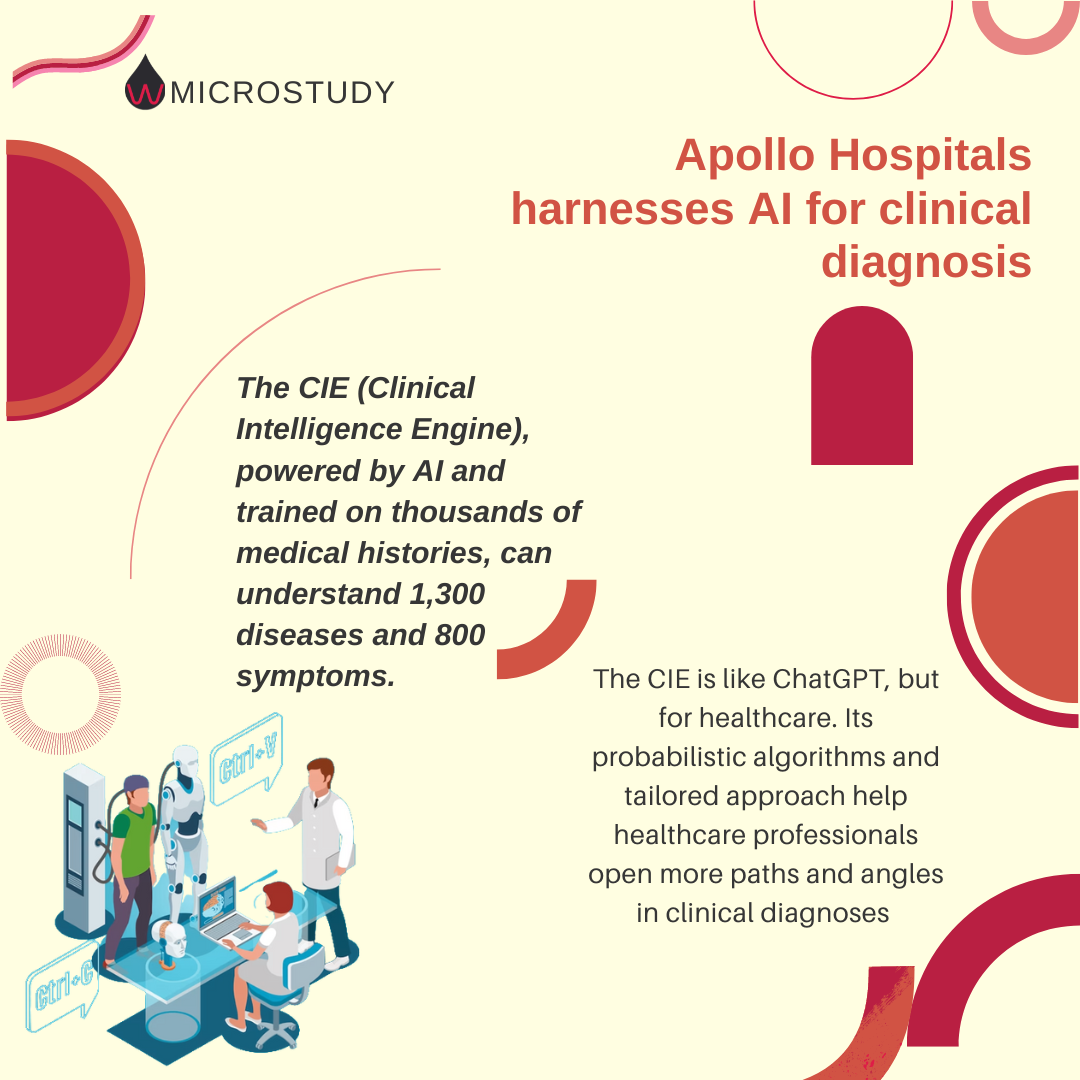 MICROSTUDY
Apollo Hospitals
harnesses AI for clinical
diagnosis
The CIE (Clinical
Intelligence Engine),
powered by AI and
trained on thousands of
medical histories, can
understand 1,300
diseases and 800
symptoms.
The CIE is like ChatGPT, but
for healthcare. Its
probabilistic algorithms and
tailored approach help
healthcare professionals
open more paths and angles
in clinical diagnoses
Ctrl+V
Ctrl+C